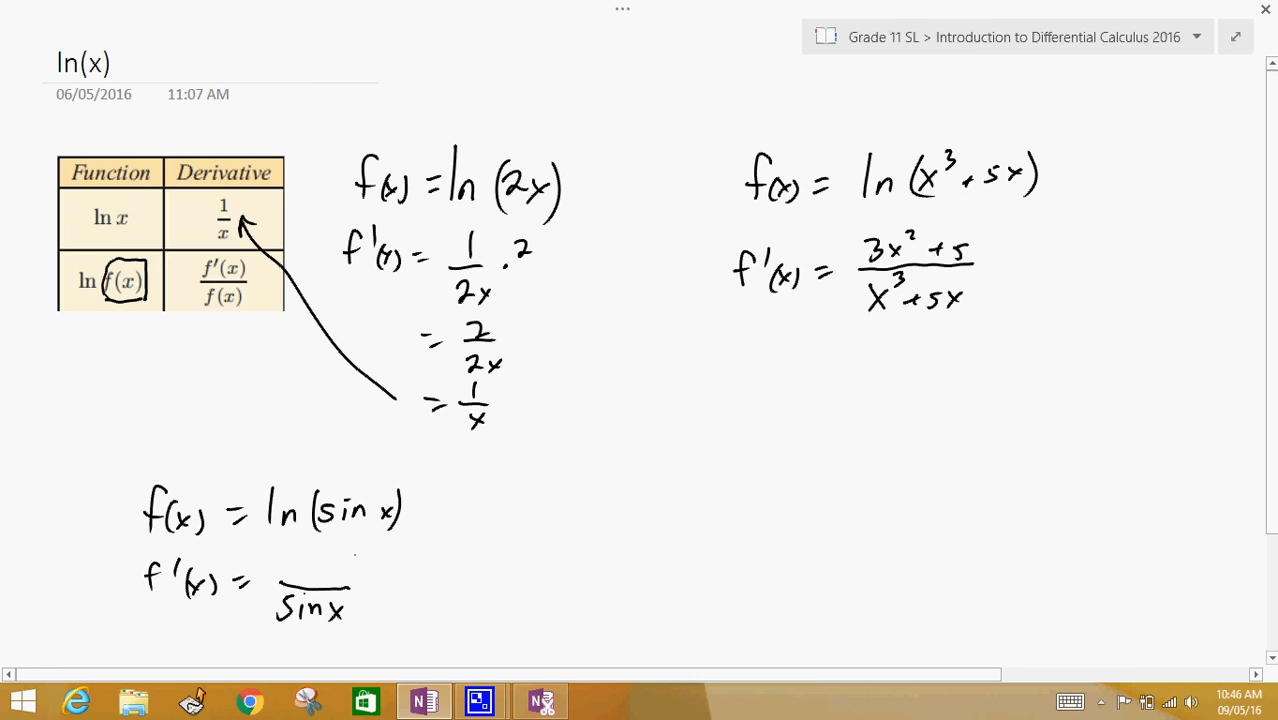 ...
Grade 11 SL > Introduction to Differential Calculus 2016
ln(x)
06/05/2016 11:07 AM
Function Derivative
ln x 1/x
ln f(x) f'(x)/f(x)
f(x) = ln (2x)
f'(x) = 1/2x . 2
= 2/2x
= 1/x
f(x) = ln (x³ + 5x)
f'(x) = 3x² + 5/x³ + 5x
f(x) = ln (sin x)
f'(x) = /sin x
10:46 AM
09/05/16